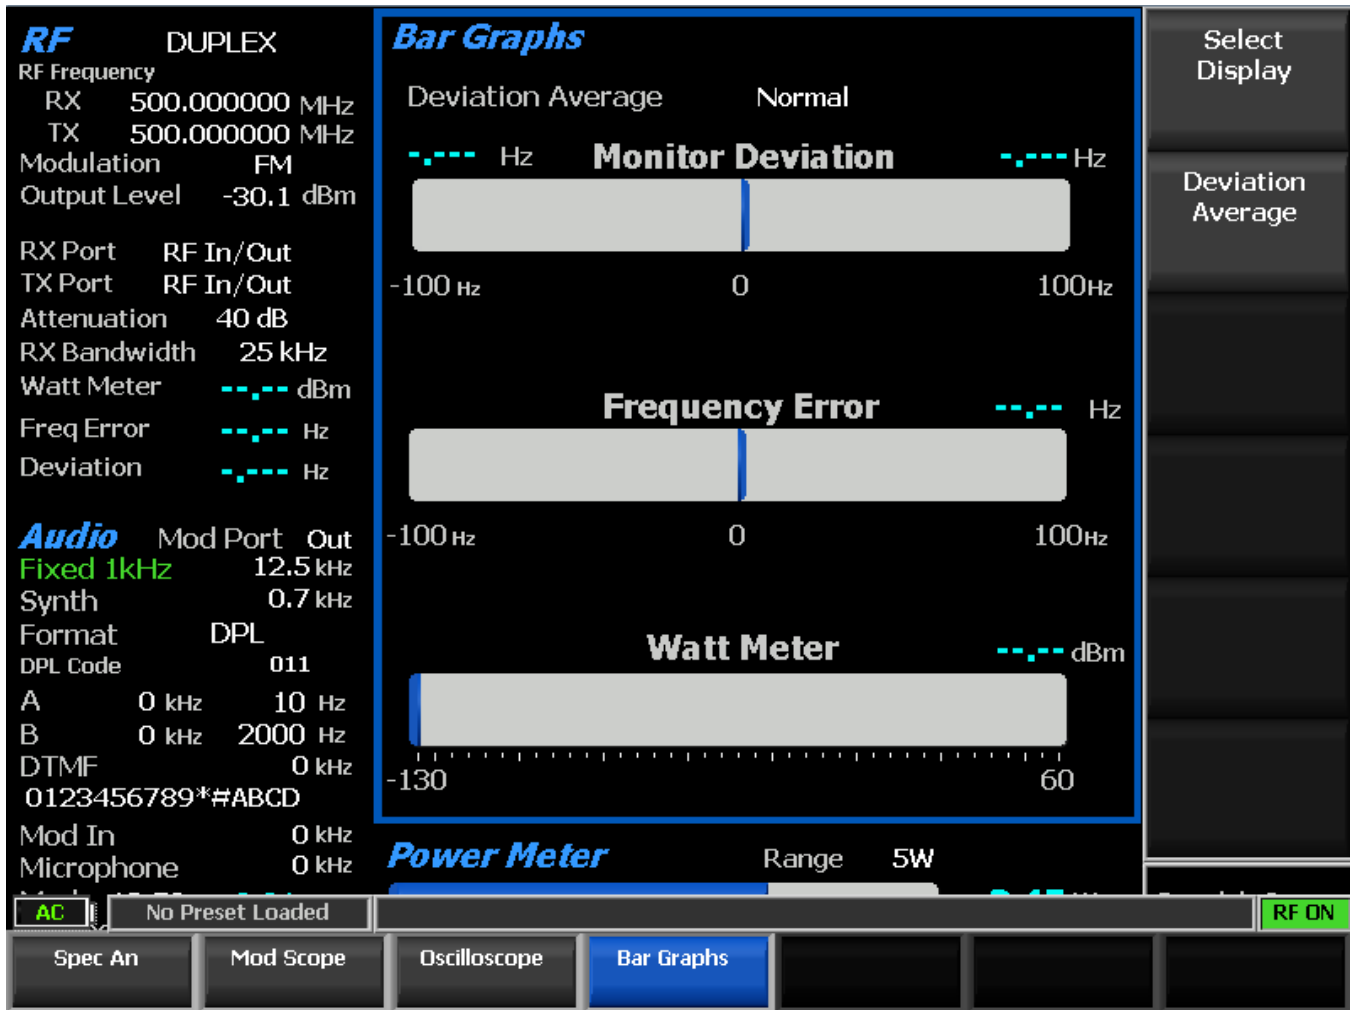 RF DUPLEX
RF Frequency
RX 500.000000 MHz
TX 500.000000 MHz
Modulation FM
Output Level -30.1 dBm
RX Port RF In/Out
TX Port RF In/Out
Attenuation 40 dB
RX Bandwidth 25 kHz
Watt Meter --.-- dBm
Freq Error --.-- Hz
Deviation -.--- Hz
Audio Mod Port Out
Fixed 1kHz 12.5 kHz
Synth 0.7 kHz
Format DPL
DPL Code 011
A 0 kHz 10 Hz
B 0 kHz 2000 Hz
DTMF 0 kHz
0123456789*#ABCD
Mod In 0 kHz
Microphone 0 kHz
Bar Graphs
Deviation Average Normal
-.--- Hz Monitor Deviation -.--- Hz
-100 Hz 0 100Hz
Frequency Error --.-- Hz
-100 Hz 0 100Hz
Watt Meter --.-- dBm
-130 60
Power Meter Range 5W
Select
Display
Deviation
Average
AC No Preset Loaded RF ON
Spec An Mod Scope Oscilloscope Bar Graphs